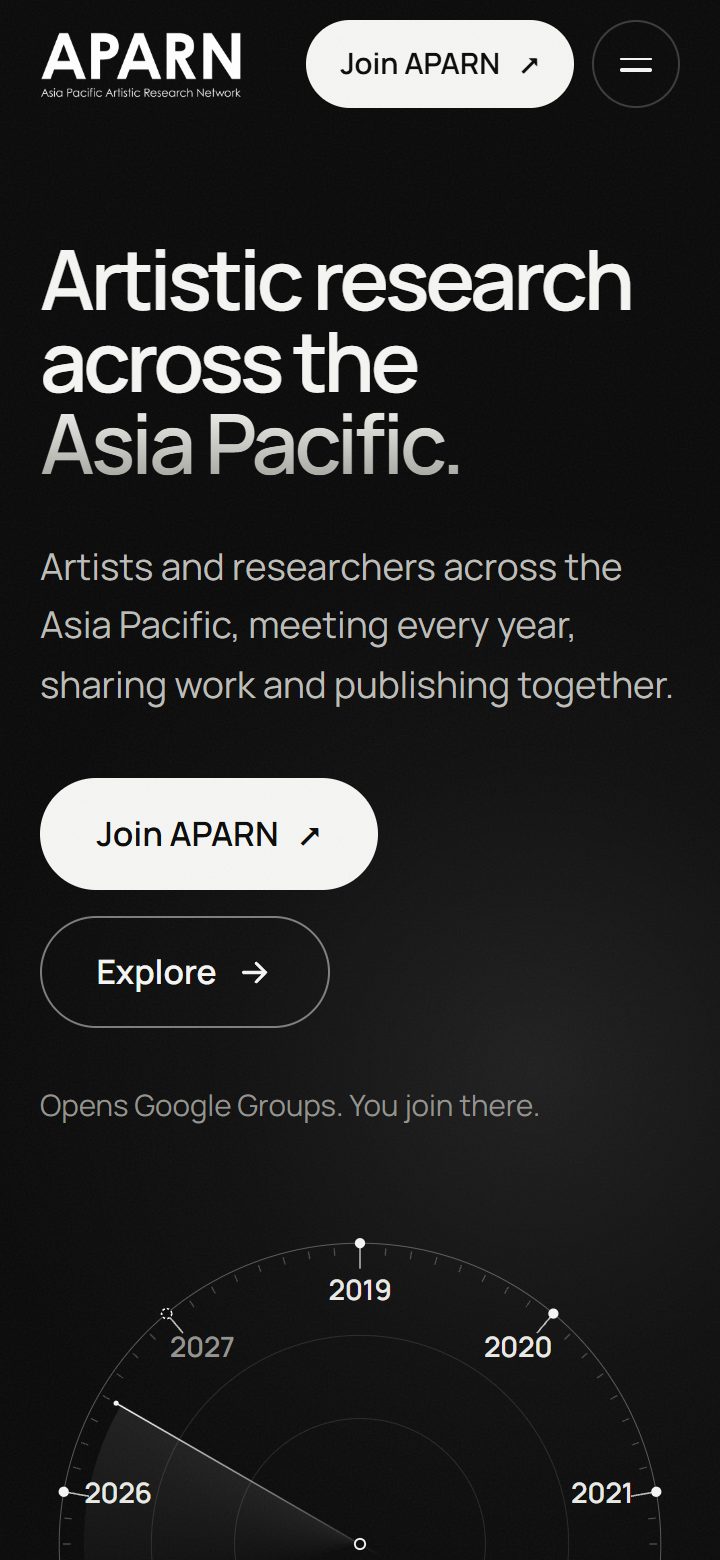 APARN
Asia Pacific Artistic Research Network
Join APARN ↗
Artistic research
across the
Asia Pacific.
Artists and researchers across the
Asia Pacific, meeting every year,
sharing work and publishing together.
Join APARN ↗
Explore →
Opens Google Groups. You join there.
2019
2027
2020
2026
2021